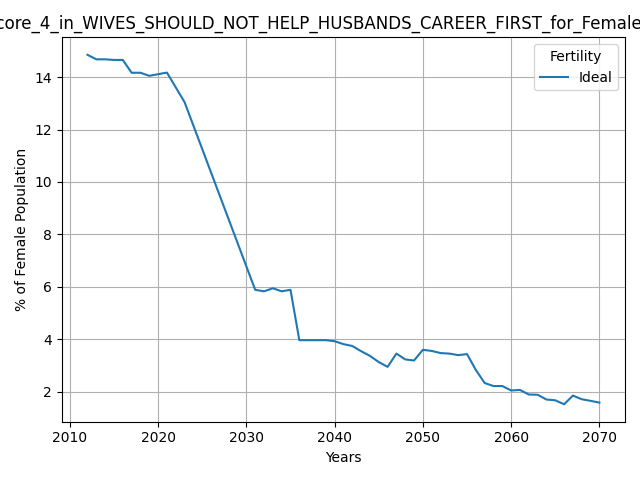 core_4_in_WIVES_SHOULD_NOT_HELP_HUSBANDS_CAREER_FIRST_for_Female
Fertility
Ideal
% of Female Population
14
12
10
8
6
4
2
2010 2020 2030 2040 2050 2060 2070
Years